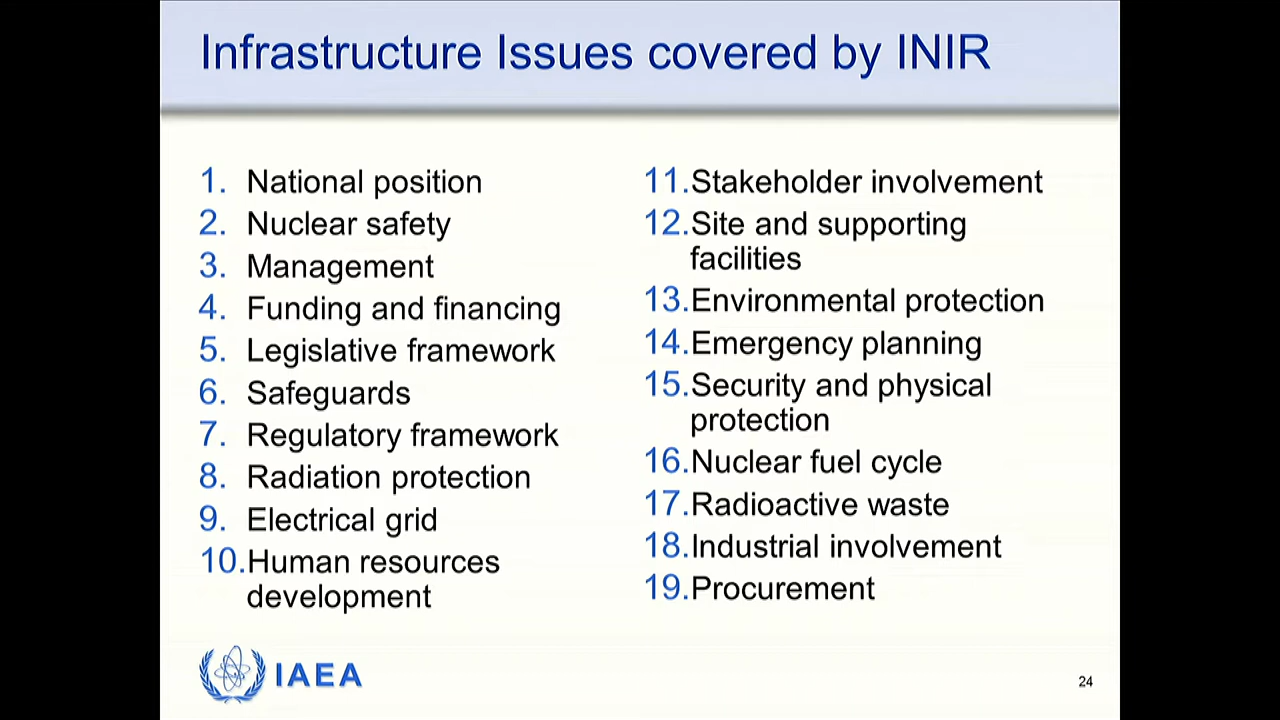 Infrastructure Issues covered by INIR
1. National position
2. Nuclear safety
3. Management
4. Funding and financing
5. Legislative framework
6. Safeguards
7. Regulatory framework
8. Radiation protection
9. Electrical grid
10.Human resources
development
11.Stakeholder involvement
12.Site and supporting
facilities
13.Environmental protection
14.Emergency planning
15.Security and physical
protection
16.Nuclear fuel cycle
17.Radioactive waste
18.Industrial involvement
19.Procurement
IAEA
24